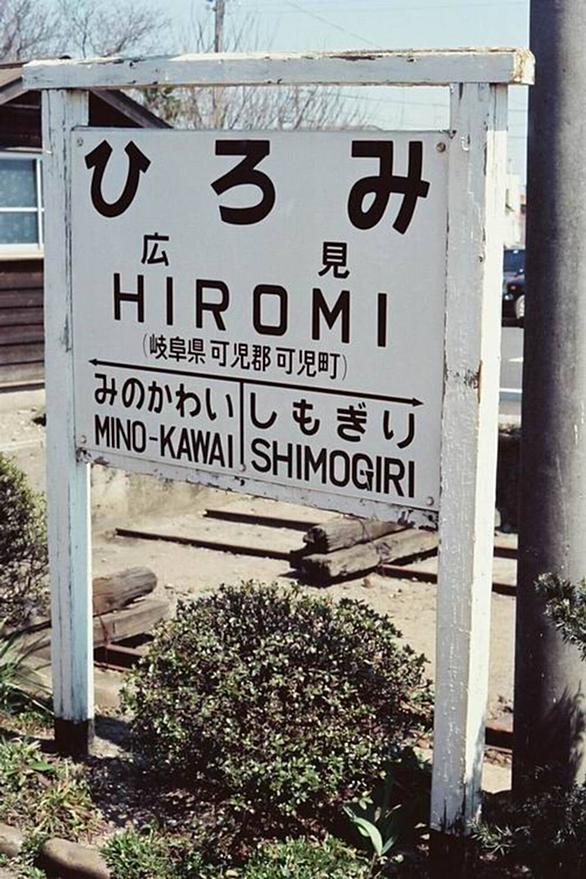 ひろみ
広見
HIROMI
(岐阜県可児郡可児町)
みのかわい しもぎり
MINO-KAWAI SHIMOGIRI